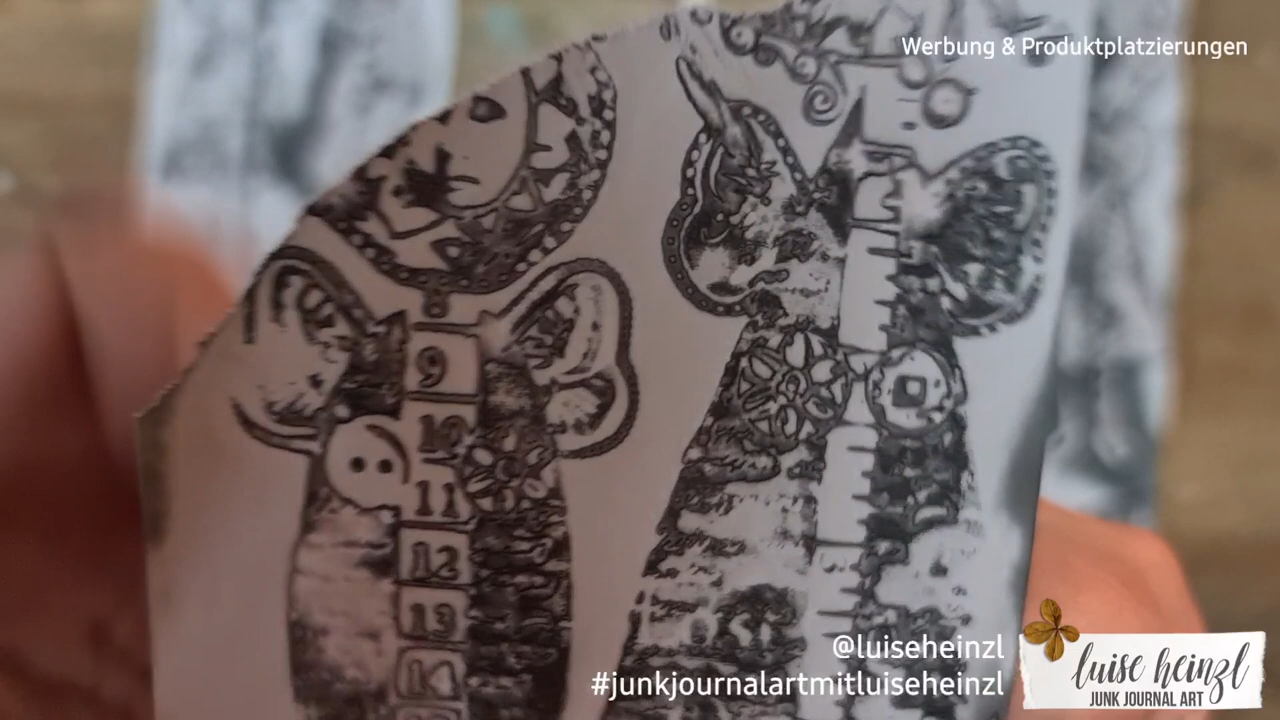 Werbung & Produktplatzierungen
8
9
10
11
12
13
14
@luiseheinzl
#junkjournalartmitluiseheinzl
luise heinzl
JUNK JOURNAL ART